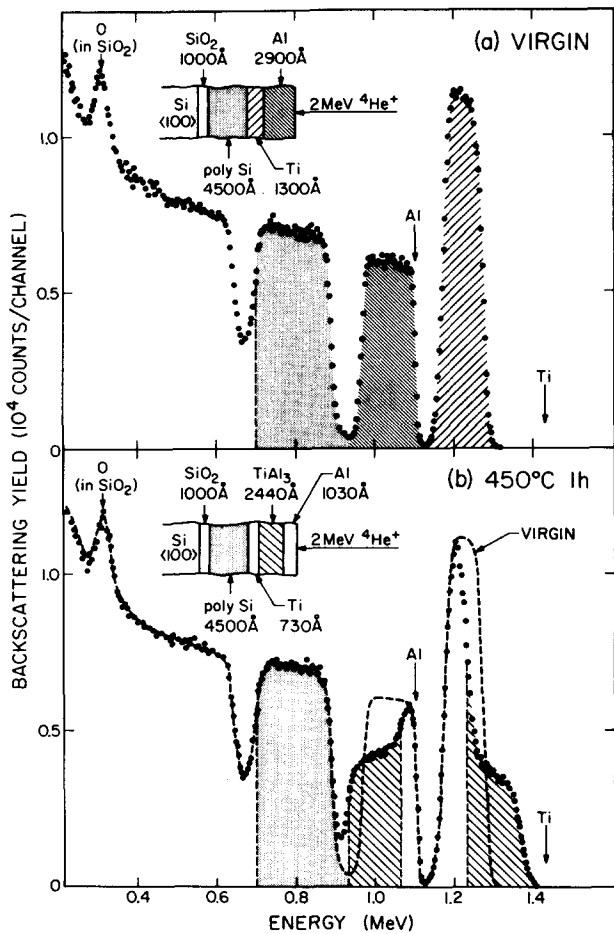 (a) VIRGIN
O
(in SiO2)
SiO2
1000Å
Al
2900Å
Si
⟨100⟩
2MeV 4He+
poly Si
4500Å
Ti
1300Å
Al
Ti
1.0
0.5
0
(b) 450°C 1h
O
(in SiO2)
SiO2
1000Å
TiAl3
2440Å
Al
1030Å
Si
⟨100⟩
2MeV 4He+
poly Si
4500Å
Ti
730Å
VIRGIN
Al
Ti
1.0
0.5
0
0.4
0.6
0.8
1.0
1.2
1.4
ENERGY (MeV)
BACKSCATTERING YIELD (10^4 COUNTS/CHANNEL)